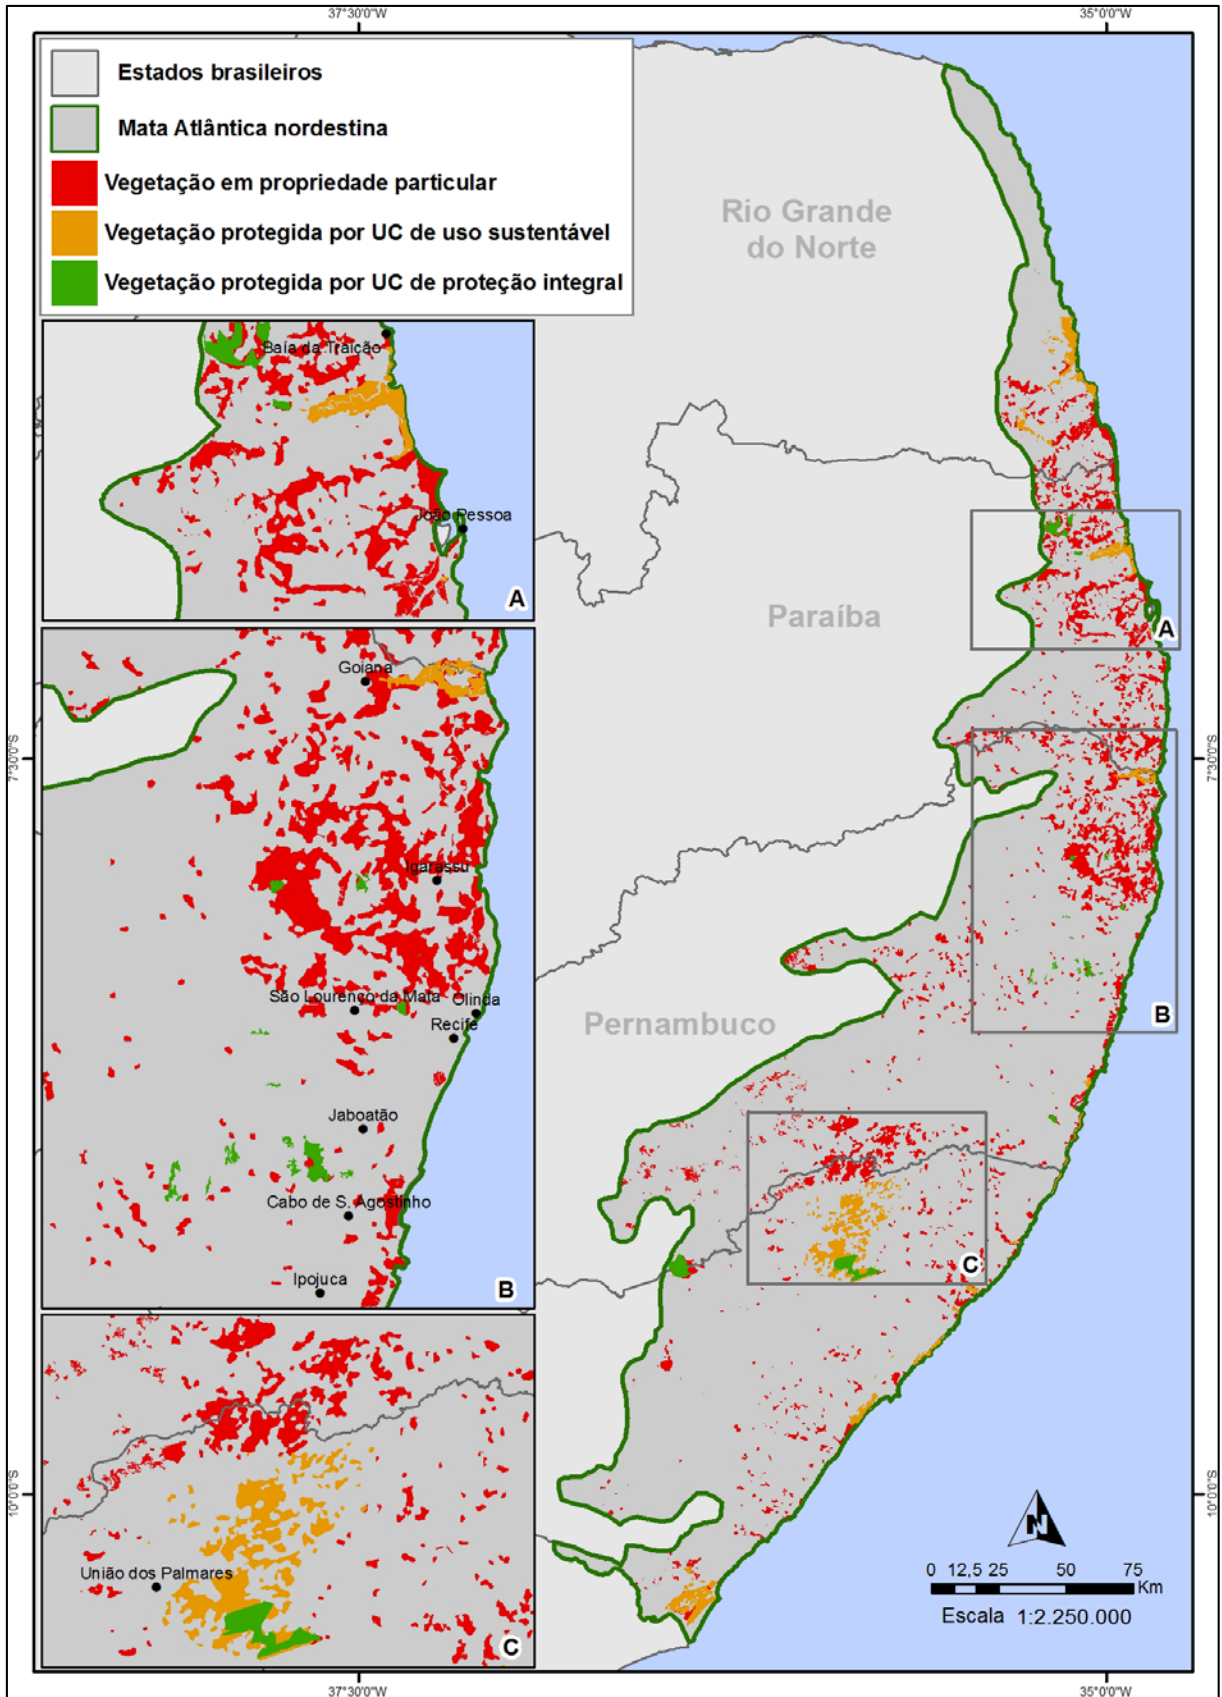 37°30'0"W
35°0'0"W
Estados brasileiros
Mata Atlântica nordestina
Vegetação em propriedade particular
Vegetação protegida por UC de uso sustentável
Vegetação protegida por UC de proteção integral
Rio Grande
do Norte
Baía da Traição
João Pessoa
A
Paraíba
A
Goiana
7°30'0"S
7°30'0"S
Igarassu
São Lourenço da Mata
Olinda
Recife
Pernambuco
B
Jaboatão
Cabo de S. Agostinho
Ipojuca
B
C
União dos Palmares
C
10°0'0"S
10°0'0"S
N
0 12,5 25 50 75
Km
Escala 1:2.250.000
37°30'0"W
35°0'0"W